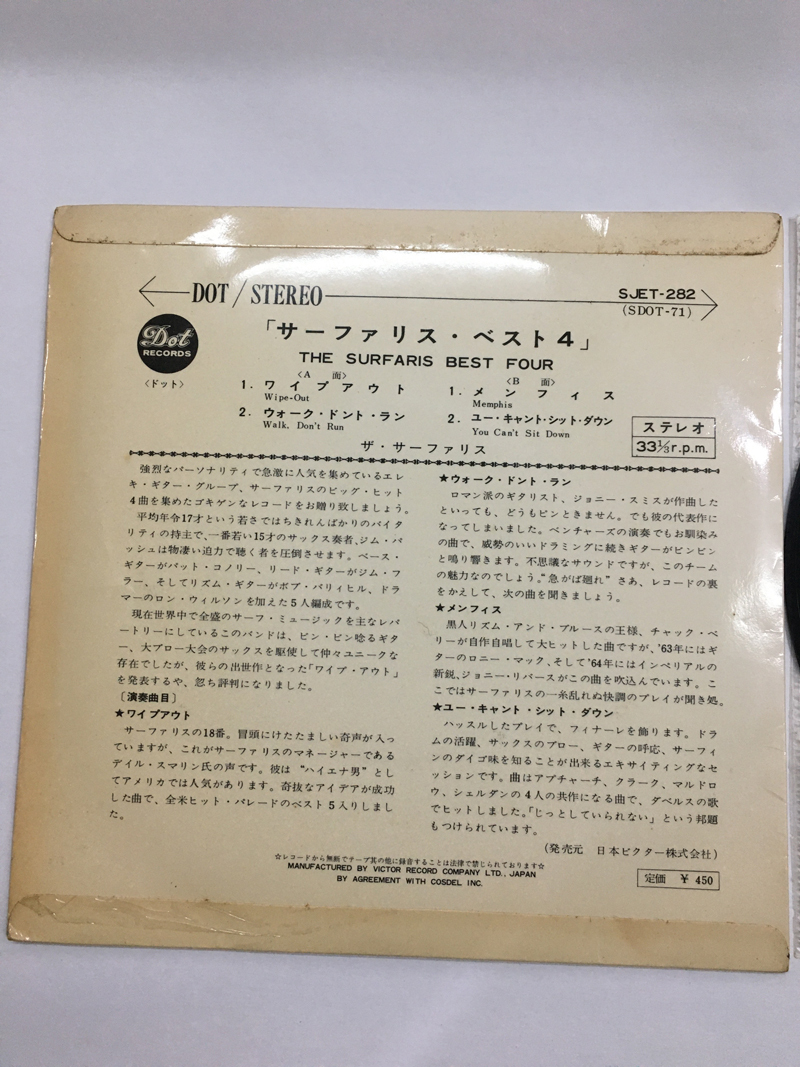 DOT / STEREO
SJET-282
(SDOT-71)
Dot
RECORDS
〈ドット〉
「サーファリス・ベスト4」
THE SURFARIS BEST FOUR
〈A 面〉
1. ワイプアウト
Wipe-Out
2. ウォーク・ドント・ラン
Walk, Don't Run
〈B 面〉
1. メンフィス
Memphis
2. ユー・キャント・シット・ダウン
You Can't Sit Down
ザ・サーファリス
ステレオ
33⅓r.p.m.
強烈なパーソナリティで急激に人気を集めているエレ
キ・ギター・グループ、サーファリスのビッグ・ヒット
4曲を集めたゴキゲンなレコードをお贈り致しましょう。
平均年令17才という若さではちきれんばかりのバイタ
リティの持主で、一番若い15才のサックス奏者、ジム・パ
ッシュは物凄い迫力で聴く者を圧倒させます。ベース・
ギターがパット・コノリー、リード・ギターがジム・フ
ラー、そしてリズム・ギターがボブ・バリィヒル、ドラ
マーのロン・ウィルソンを加えた5人編成です。
現在世界中で全盛のサーフ・ミュージックを主なレパ
ートリーにしているこのバンドは、ビン・ビン唸るギタ
ー、大ブロー大会のサックスを駆使して仲々ユニークな
存在でしたが、彼らの出世作となった「ワイプ・アウト」
を発表するや、忽ち評判になりました。
〔演奏曲目〕
★ワイプアウト
サーファリスの18番。冒頭にけたたましい奇声が入っ
ていますが、これがサーファリスのマネージャーである
デイル・スマリン氏の声です。彼は“ハイエナ男”とし
てアメリカでは人気があります。奇抜なアイデアが成功
した曲で、全米ヒット・パレードのベスト5入りしまし
た。
★ウォーク・ドント・ラン
ロマン派のギタリスト、ジョニー・スミスが作曲した
といっても、どうもピンときません。でも彼の代表作に
なってしまいました。ベンチャーズの演奏でもお馴染み
の曲で、威勢のいいドラミングに続きギターがビンビン
と鳴り響きます。不思議なサウンドですが、このチーム
の魅力なのでしょう。“急がば廻れ”さあ、レコードの裏
をかえして、次の曲を聞きましょう。
★メンフィス
黒人リズム・アンド・ブルースの王様、チャック・ベ
リーが自作自唱して大ヒットした曲ですが、'63年にはギ
ターのロニー・マック、そして'64年にはインペリアルの
新鋭、ジョニー・リバースがこの曲を吹込んでいます。こ
こではサーファリスの一糸乱れぬ快調のプレイが聞き処。
★ユー・キャント・シット・ダウン
ハッスルしたプレイで、フィナーレを飾ります。ドラ
ムの活躍、サックスのブロー、ギターの呼応、サーフィ
ンのダイゴ味を知ることが出来るエキサイティングなセ
ッションです。曲はアプチャーチ、クラーク、マルドロ
ウ、シェルダンの4人の共作になる曲で、ダベルスの歌
でヒットしました。「じっとしていられない」という邦題
もつけられています。
(発売元 日本ビクター株式会社)
☆レコードから無断でテープ其の他に録音することは法律で禁じられております☆
MANUFACTURED BY VICTOR RECORD COMPANY LTD., JAPAN
BY AGREEMENT WITH COSDEL INC.
定価 ¥ 450